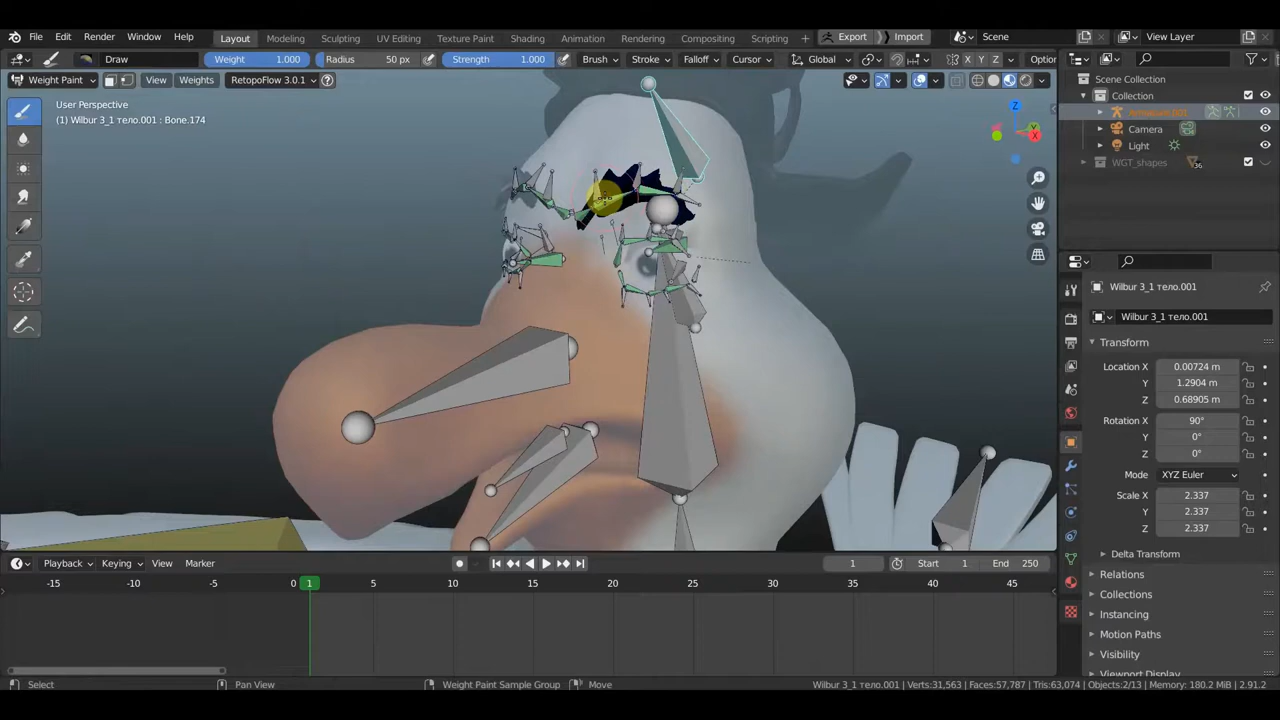 File Edit Render Window Help Layout Modeling Sculpting UV Editing Texture Paint Shading Animation Rendering Compositing Scripting + Export Import Scene View Layer
Draw Weight 1.000 Radius 50 px Strength 1.000 Brush Stroke Falloff Cursor Global X Y Z Option
Weight Paint View Weights RetopoFlow 3.0.1
User Perspective
(1) Wilbur 3_1 тело.001 : Bone.174
Scene Collection
Collection
Camera
Light
WGT_shapes 36
Wilbur 3_1 тело.001
Wilbur 3_1 тело.001
Transform
Location X 0.00724 m
Y 1.2904 m
Z 0.68905 m
Rotation X 90°
Y 0°
Z 0°
Mode XYZ Euler
Scale X 2.337
Y 2.337
Z 2.337
Delta Transform
Relations
Collections
Instancing
Motion Paths
Visibility
Viewport Display
Playback Keying View Marker 1 Start 1 End 250
-15 -10 -5 0 1 5 10 15 20 25 30 35 40 45
Select Pan View Weight Paint Sample Group Move Wilbur 3_1 тело.001 | Verts:31,563 | Faces:57,787 | Tris:63,074 | Objects:2/13 | Memory: 180.2 MiB | 2.91.2